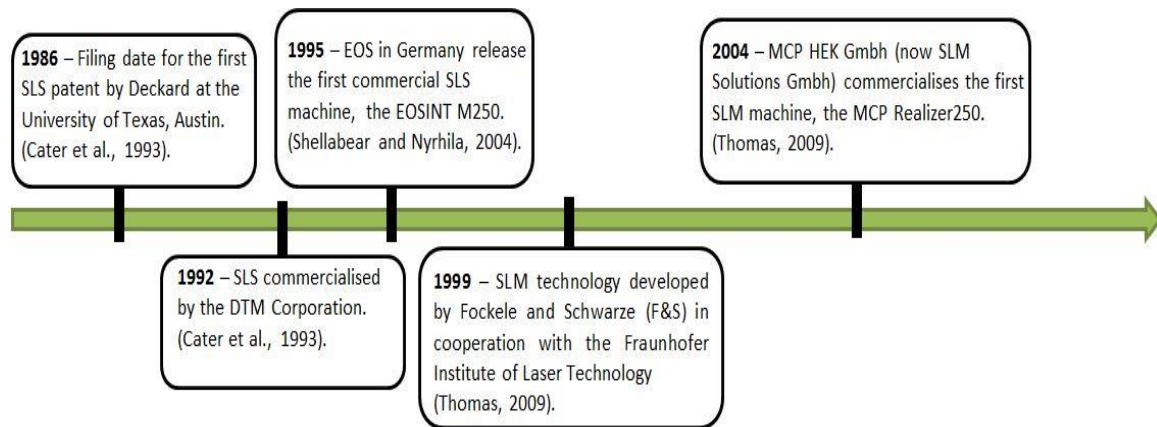 1986 – Filing date for the first
SLS patent by Deckard at the
University of Texas, Austin.
(Cater et al., 1993).
1992 – SLS commercialised
by the DTM Corporation.
(Cater et al., 1993).
1995 – EOS in Germany release
the first commercial SLS
machine, the EOSINT M250.
(Shellabear and Nyrhila, 2004).
1999 – SLM technology developed
by Fockele and Schwarze (F&S) in
cooperation with the Fraunhofer
Institute of Laser Technology
(Thomas, 2009).
2004 – MCP HEK Gmbh (now SLM
Solutions Gmbh) commercialises the first
SLM machine, the MCP Realizer250.
(Thomas, 2009).